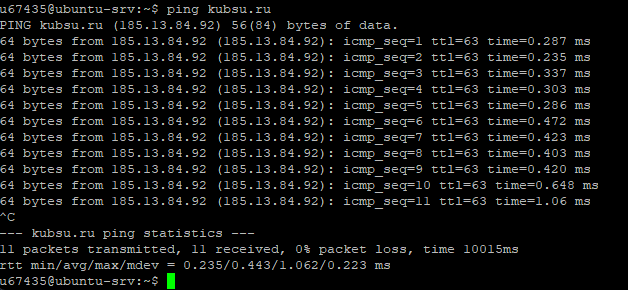 u67435@ubuntu-srv:~$ ping kubsu.ru
PING kubsu.ru (185.13.84.92) 56(84) bytes of data.
64 bytes from 185.13.84.92 (185.13.84.92): icmp_seq=1 ttl=63 time=0.287 ms
64 bytes from 185.13.84.92 (185.13.84.92): icmp_seq=2 ttl=63 time=0.235 ms
64 bytes from 185.13.84.92 (185.13.84.92): icmp_seq=3 ttl=63 time=0.337 ms
64 bytes from 185.13.84.92 (185.13.84.92): icmp_seq=4 ttl=63 time=0.303 ms
64 bytes from 185.13.84.92 (185.13.84.92): icmp_seq=5 ttl=63 time=0.286 ms
64 bytes from 185.13.84.92 (185.13.84.92): icmp_seq=6 ttl=63 time=0.472 ms
64 bytes from 185.13.84.92 (185.13.84.92): icmp_seq=7 ttl=63 time=0.423 ms
64 bytes from 185.13.84.92 (185.13.84.92): icmp_seq=8 ttl=63 time=0.403 ms
64 bytes from 185.13.84.92 (185.13.84.92): icmp_seq=9 ttl=63 time=0.420 ms
64 bytes from 185.13.84.92 (185.13.84.92): icmp_seq=10 ttl=63 time=0.648 ms
64 bytes from 185.13.84.92 (185.13.84.92): icmp_seq=11 ttl=63 time=1.06 ms
^C
--- kubsu.ru ping statistics ---
11 packets transmitted, 11 received, 0% packet loss, time 10015ms
rtt min/avg/max/mdev = 0.235/0.443/1.062/0.223 ms
u67435@ubuntu-srv:~$